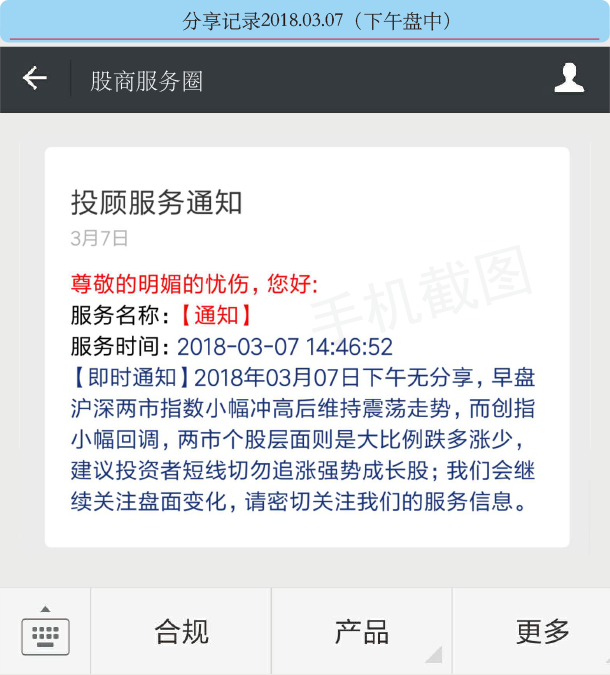 分享记录2018.03.07（下午盘中）
股商服务圈
投顾服务通知
3月7日
尊敬的明媚的忧伤，您好:
服务名称：【通知】
服务时间: 2018-03-07 14:46:52
【即时通知】2018年03月07日下午无分享，早盘
沪深两市指数小幅冲高后维持震荡走势，而创指
小幅回调，两市个股层面则是大比例跌多涨少，
建议投资者短线切勿追涨强势成长股；我们会继
续关注盘面变化，请密切关注我们的服务信息。
手机截图
合规
产品
更多